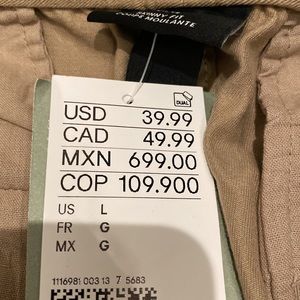 SKINNY FIT
COUPE MOULANTE
DUAL
USD 39.99
CAD 49.99
MXN 699.00
COP 109.900
US L
FR G
MX G
1116981 003 13 7 5683